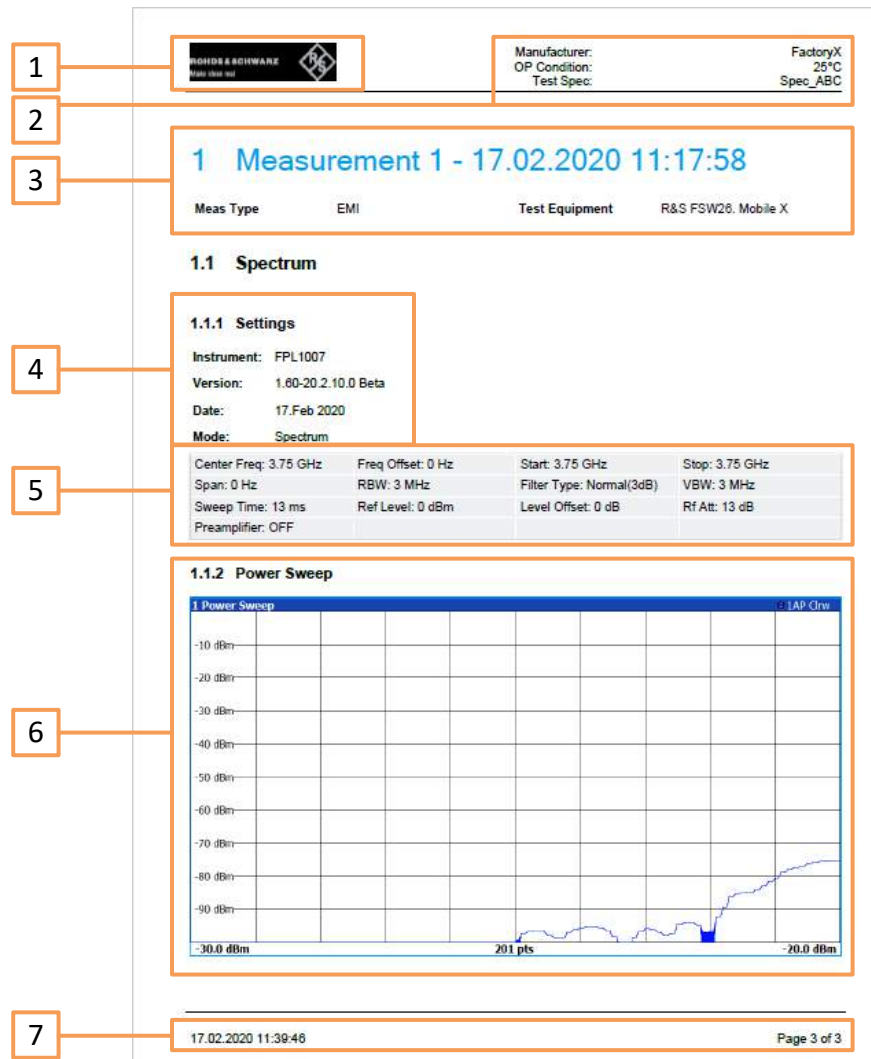 1
ROHDE & SCHWARZ
Make ideas real
Manufacturer: FactoryX
OP Condition: 25°C
Test Spec: Spec_ABC
2
3
1 Measurement 1 - 17.02.2020 11:17:58
Meas Type EMI Test Equipment R&S FSW26. Mobile X
1.1 Spectrum
4
1.1.1 Settings
Instrument: FPL1007
Version: 1.60-20.2.10.0 Beta
Date: 17.Feb 2020
Mode: Spectrum
5
Center Freq: 3.75 GHz Freq Offset: 0 Hz Start: 3.75 GHz Stop: 3.75 GHz
Span: 0 Hz RBW: 3 MHz Filter Type: Normal(3dB) VBW: 3 MHz
Sweep Time: 13 ms Ref Level: 0 dBm Level Offset: 0 dB Rf Att: 13 dB
Preamplifier: OFF
6
1.1.2 Power Sweep
1 Power Sweep 1AP Clrw
-10 dBm
-20 dBm
-30 dBm
-40 dBm
-50 dBm
-60 dBm
-70 dBm
-80 dBm
-90 dBm
-30.0 dBm 201 pts -20.0 dBm
7
17.02.2020 11:39:46 Page 3 of 3